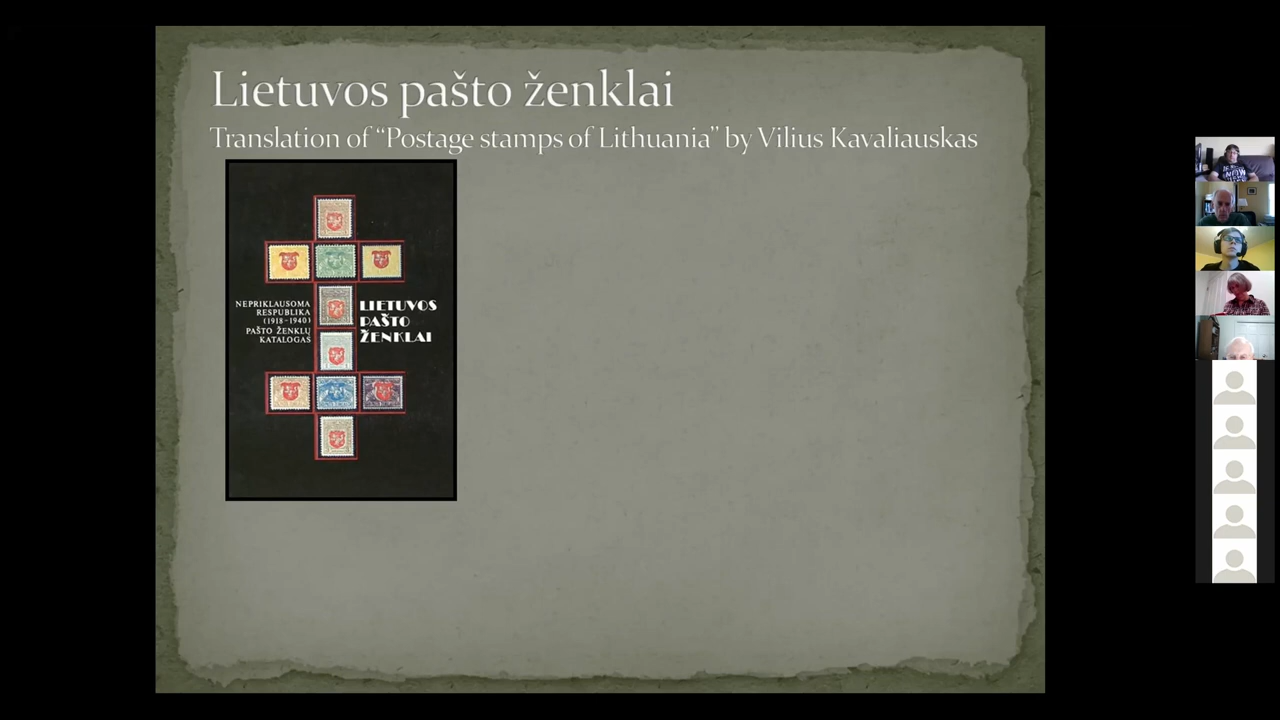 Lietuvos pašto ženklai
Translation of “Postage stamps of Lithuania” by Vilius Kavaliauskas
NEPRIKLAUSOMA
RESPUBLIKA
(1918–1940)
PAŠTO ŽENKLŲ
KATALOGAS
LIETUVOS
PAŠTO
ŽENKLAI